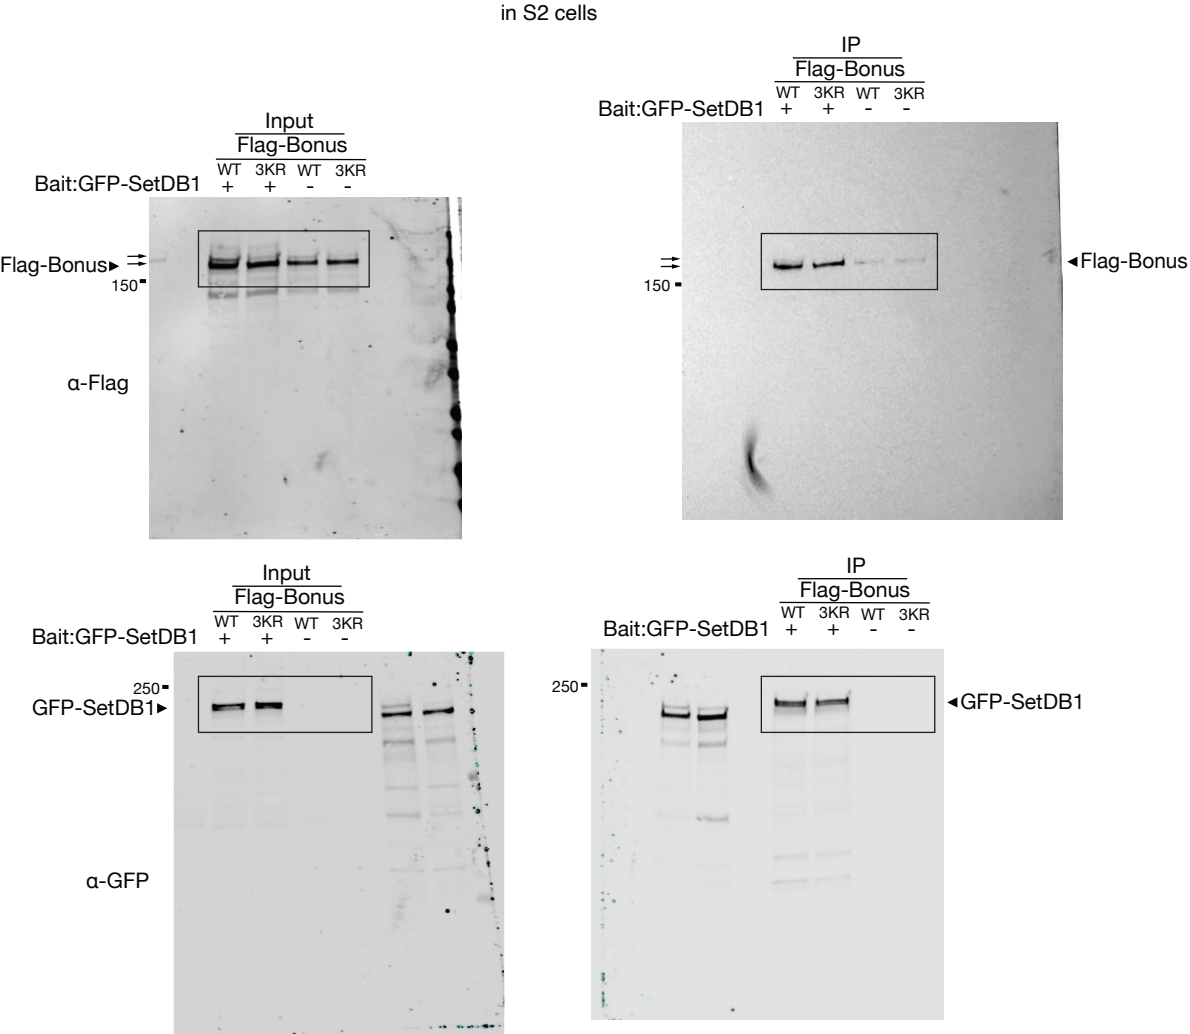 in S2 cells
Input
Flag-Bonus
WT 3KR WT 3KR
Bait:GFP-SetDB1 + + - -
Flag-Bonus
150
α-Flag
IP
Flag-Bonus
WT 3KR WT 3KR
Bait:GFP-SetDB1 + + - -
150
Flag-Bonus
Input
Flag-Bonus
WT 3KR WT 3KR
Bait:GFP-SetDB1 + + - -
250
GFP-SetDB1
α-GFP
IP
Flag-Bonus
WT 3KR WT 3KR
Bait:GFP-SetDB1 + + - -
250
GFP-SetDB1